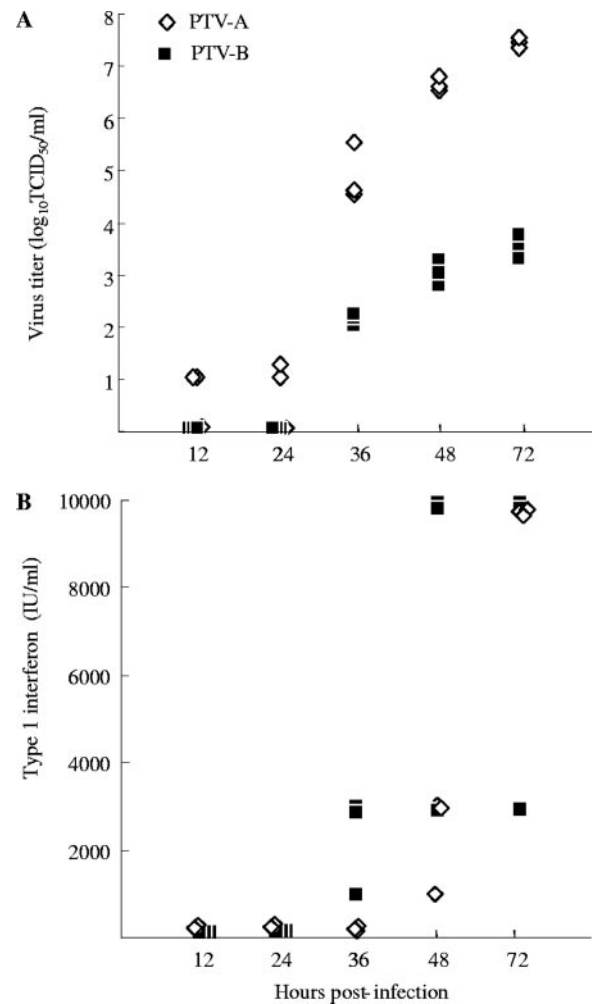 A
PTV-A
PTV-B
Virus titer (log₁₀TCID₅₀/ml)
8
7
6
5
4
3
2
1
12 24 36 48 72
B
Type 1 interferon (IU/ml)
10000
8000
6000
4000
2000
12 24 36 48 72
Hours post-infection